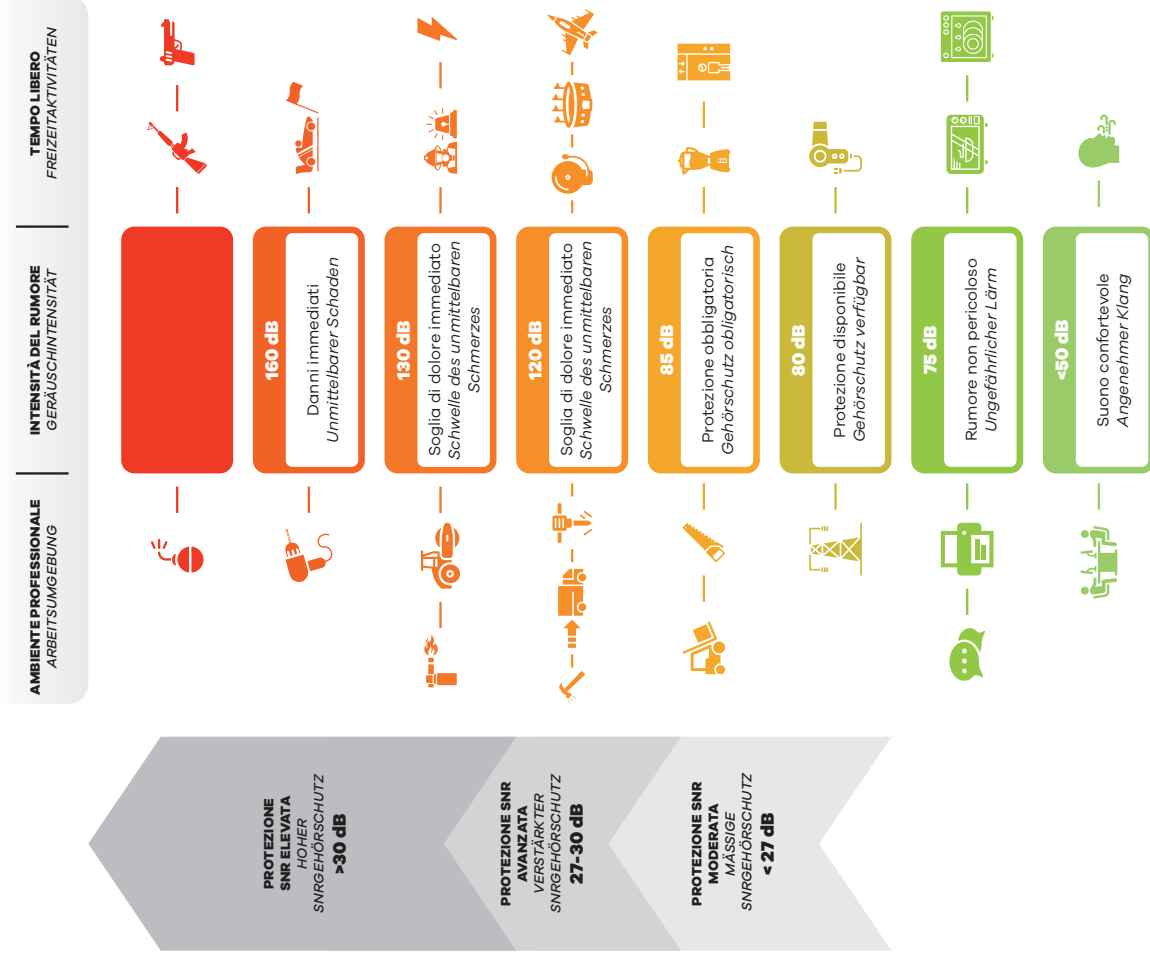 AMBIENTE PROFESSIONALE
ARBEITSUMGEBUNG
INTENSITÀ DEL RUMORE
GERÄUSCHINTENSITÄT
TEMPO LIBERO
FREIZEITAKTIVITÄTEN
160 dB
Danni immediati
Unmittelbarer Schaden
130 dB
Soglia di dolore immediato
Schwelle des unmittelbaren
Schmerzes
120 dB
Soglia di dolore immediato
Schwelle des unmittelbaren
Schmerzes
85 dB
Protezione obbligatoria
Gehörschutz obligatorisch
80 dB
Protezione disponibile
Gehörschutz verfügbar
75 dB
Rumore non pericoloso
Ungefährlicher Lärm
<50 dB
Suono confortevole
Angenehmer Klang
PROTEZIONE
SNR ELEVATA
HOHER
SNRGEHÖRSCHUTZ
>30 dB
PROTEZIONE SNR
AVANZATA
VERSTÄRKTER
SNRGEHÖRSCHUTZ
27-30 dB
PROTEZIONE SNR
MODERATA
MÄSSIGE
SNRGEHÖRSCHUTZ
< 27 dB